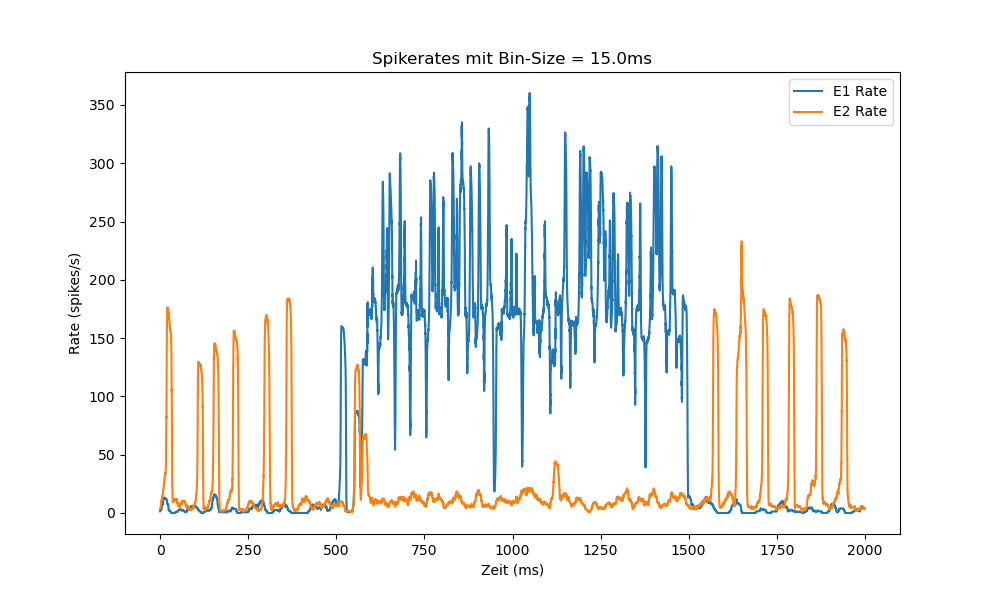 Spikerates mit Bin-Size = 15.0ms
E1 Rate
E2 Rate
Rate (spikes/s)
350
300
250
200
150
100
50
0
0 250 500 750 1000 1250 1500 1750 2000
Zeit (ms)